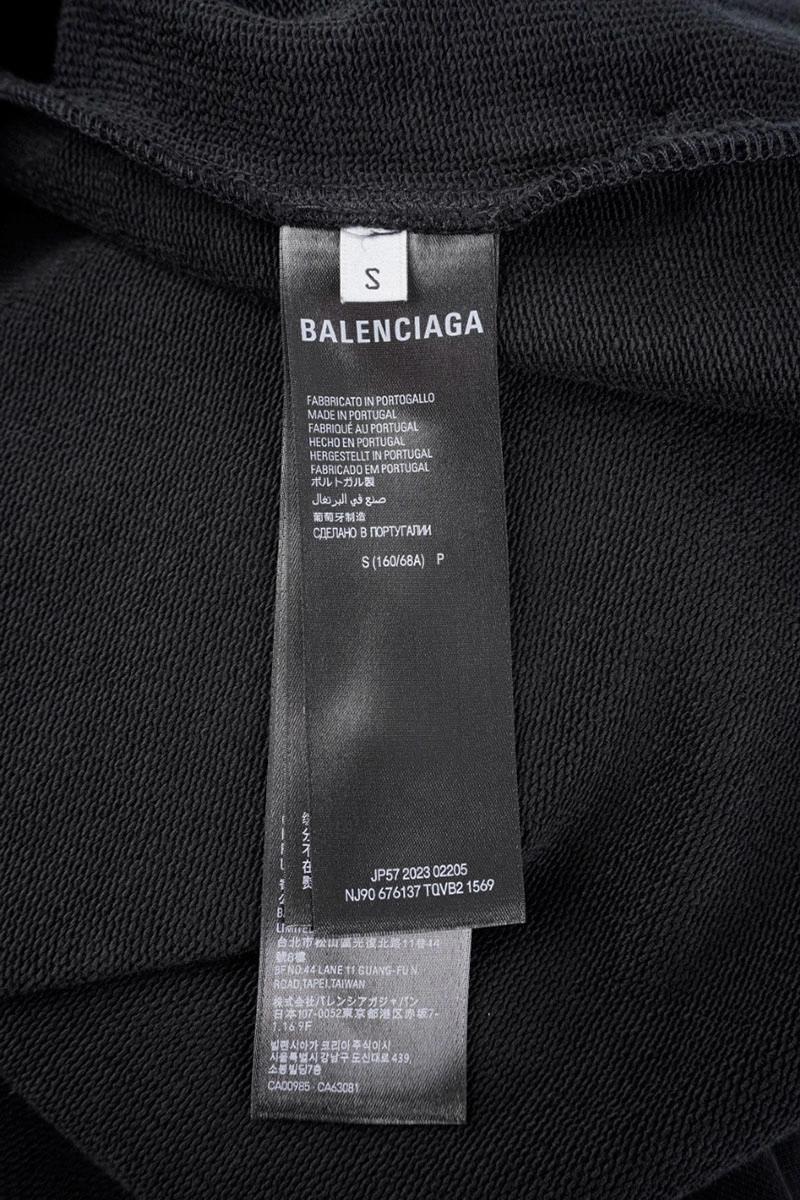 S
BALENCIAGA
FABBRICATO IN PORTOGALLO
MADE IN PORTUGAL
FABRIQUÉ AU PORTUGAL
HECHO EN PORTUGAL
HERGESTELLT IN PORTUGAL
FABRICADO EM PORTUGAL
ポルトガル製
صنع في البرتغال
葡萄牙制造
СДЕЛАНО В ПОРТУГАЛИИ
S (160/68A) P
JP57 2023 02205
NJ90 676137 TQVB2 1569
台北市松山區光復北路11巷44
號8樓
8F NO.44 LANE 11 GUANG-FU N
ROAD,TAPEI,TAIWAN
株式会社バレンシアガジャパン
日本107-0052東京都港区赤坂7-
1.16 9F
발렌시아가 코리아 주식이시
서울특별시 강남구 도산대로 439,
소봉빌딩7층
CA00985 - CA63081